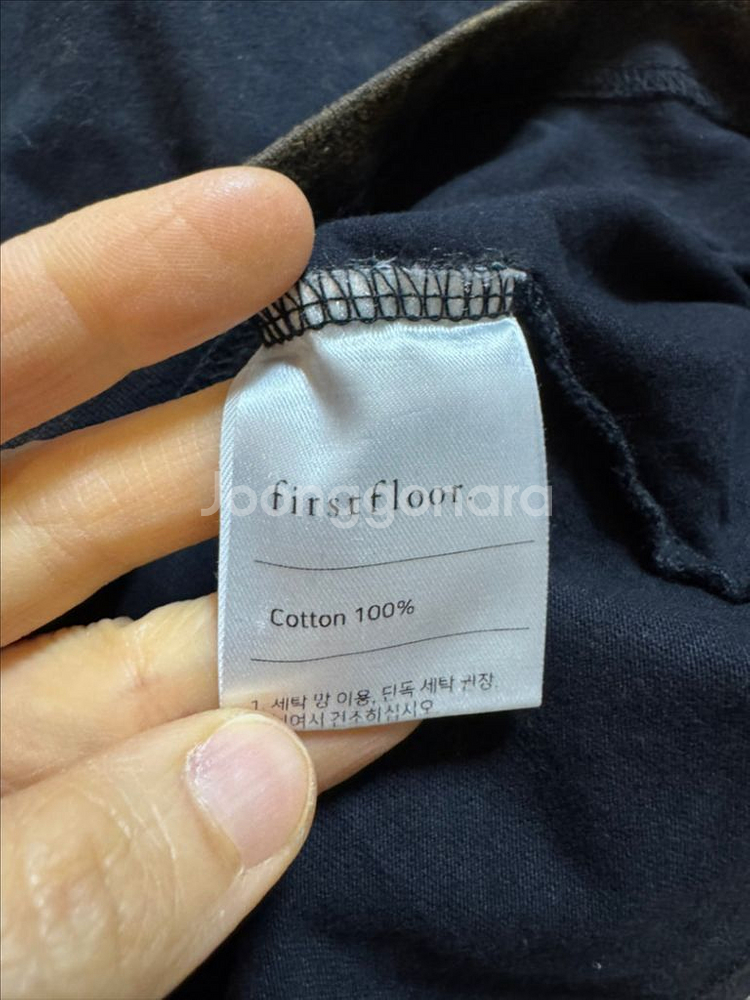 firstfloor.
Joonggonara
Cotton 100%
1. 세탁 망 이용, 단독 세탁 권장.
건조하십시오